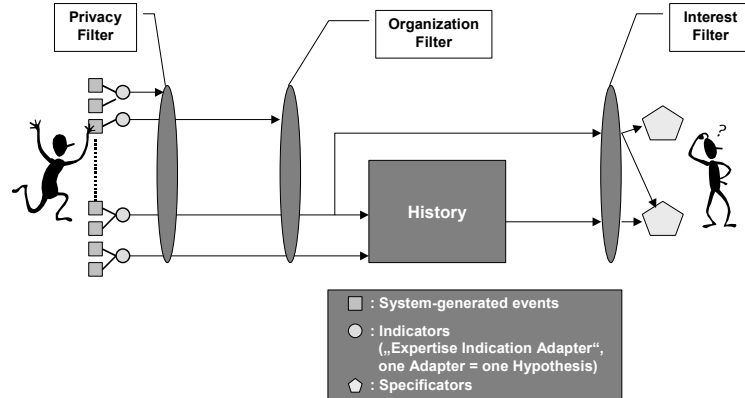 Privacy
Filter
Organization
Filter
Interest
Filter
?
History
: System-generated events
: Indicators
(„Expertise Indication Adapter“,
one Adapter = one Hypothesis)
: Specificators